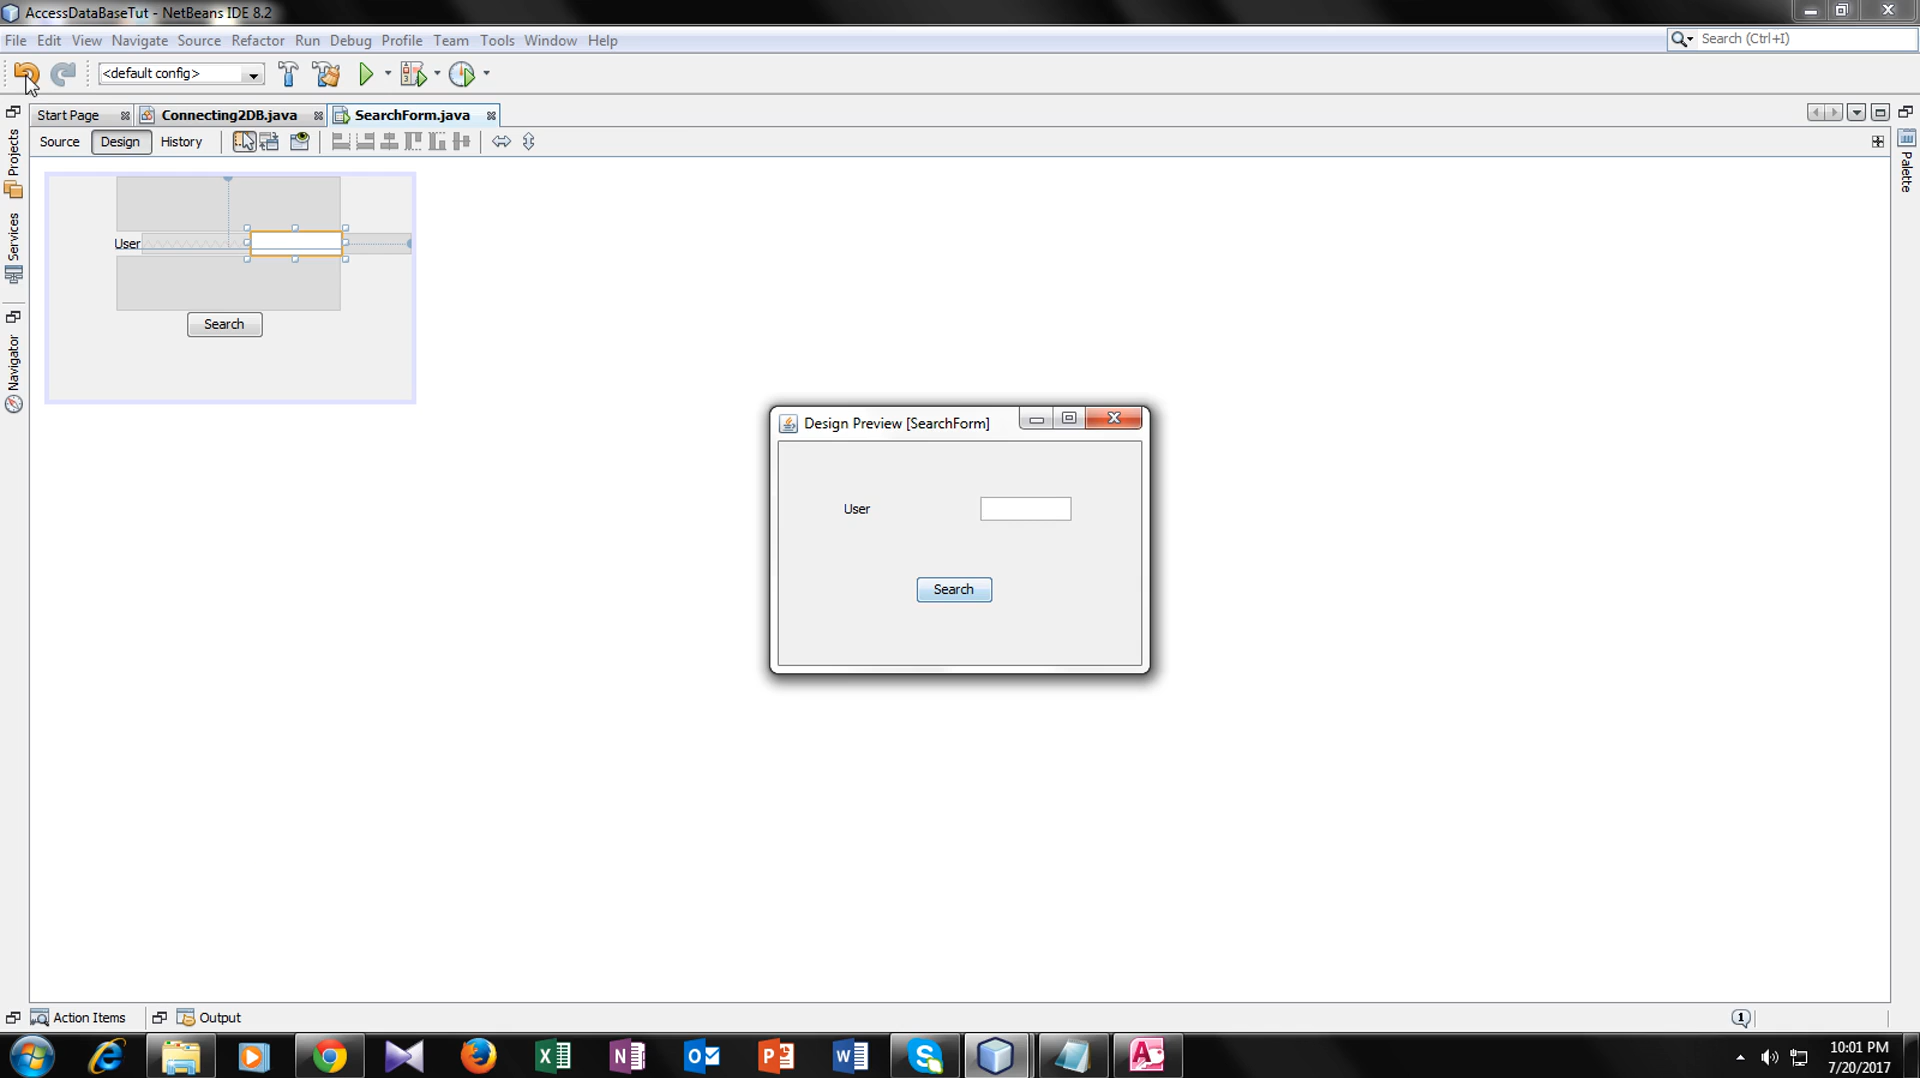 AccessDataBaseTut - NetBeans IDE 8.2
File Edit View Navigate Source Refactor Run Debug Profile Team Tools Window Help
Search (Ctrl+I)
<default config>
Start Page Connecting2DB.java SearchForm.java
Source Design History
Projects
Services
Navigator
Palette
User
Search
Design Preview [SearchForm]
User
Search
Action Items Output
1
10:01 PM
7/20/2017